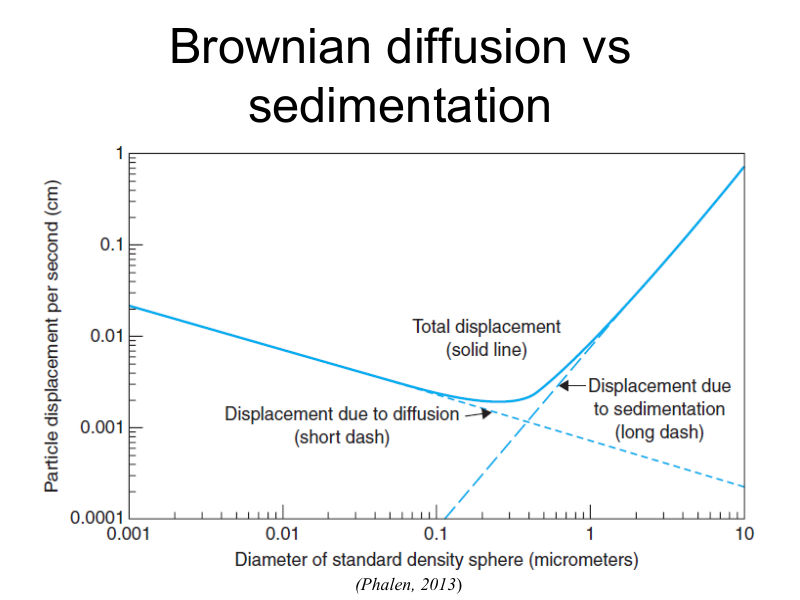 Brownian diffusion vs
sedimentation
1
0.1
0.01
0.001
0.0001
Particle displacement per second (cm)
Total displacement
(solid line)
Displacement due to diffusion
(short dash)
Displacement due
to sedimentation
(long dash)
0.001 0.01 0.1 1 10
Diameter of standard density sphere (micrometers)
(Phalen, 2013)